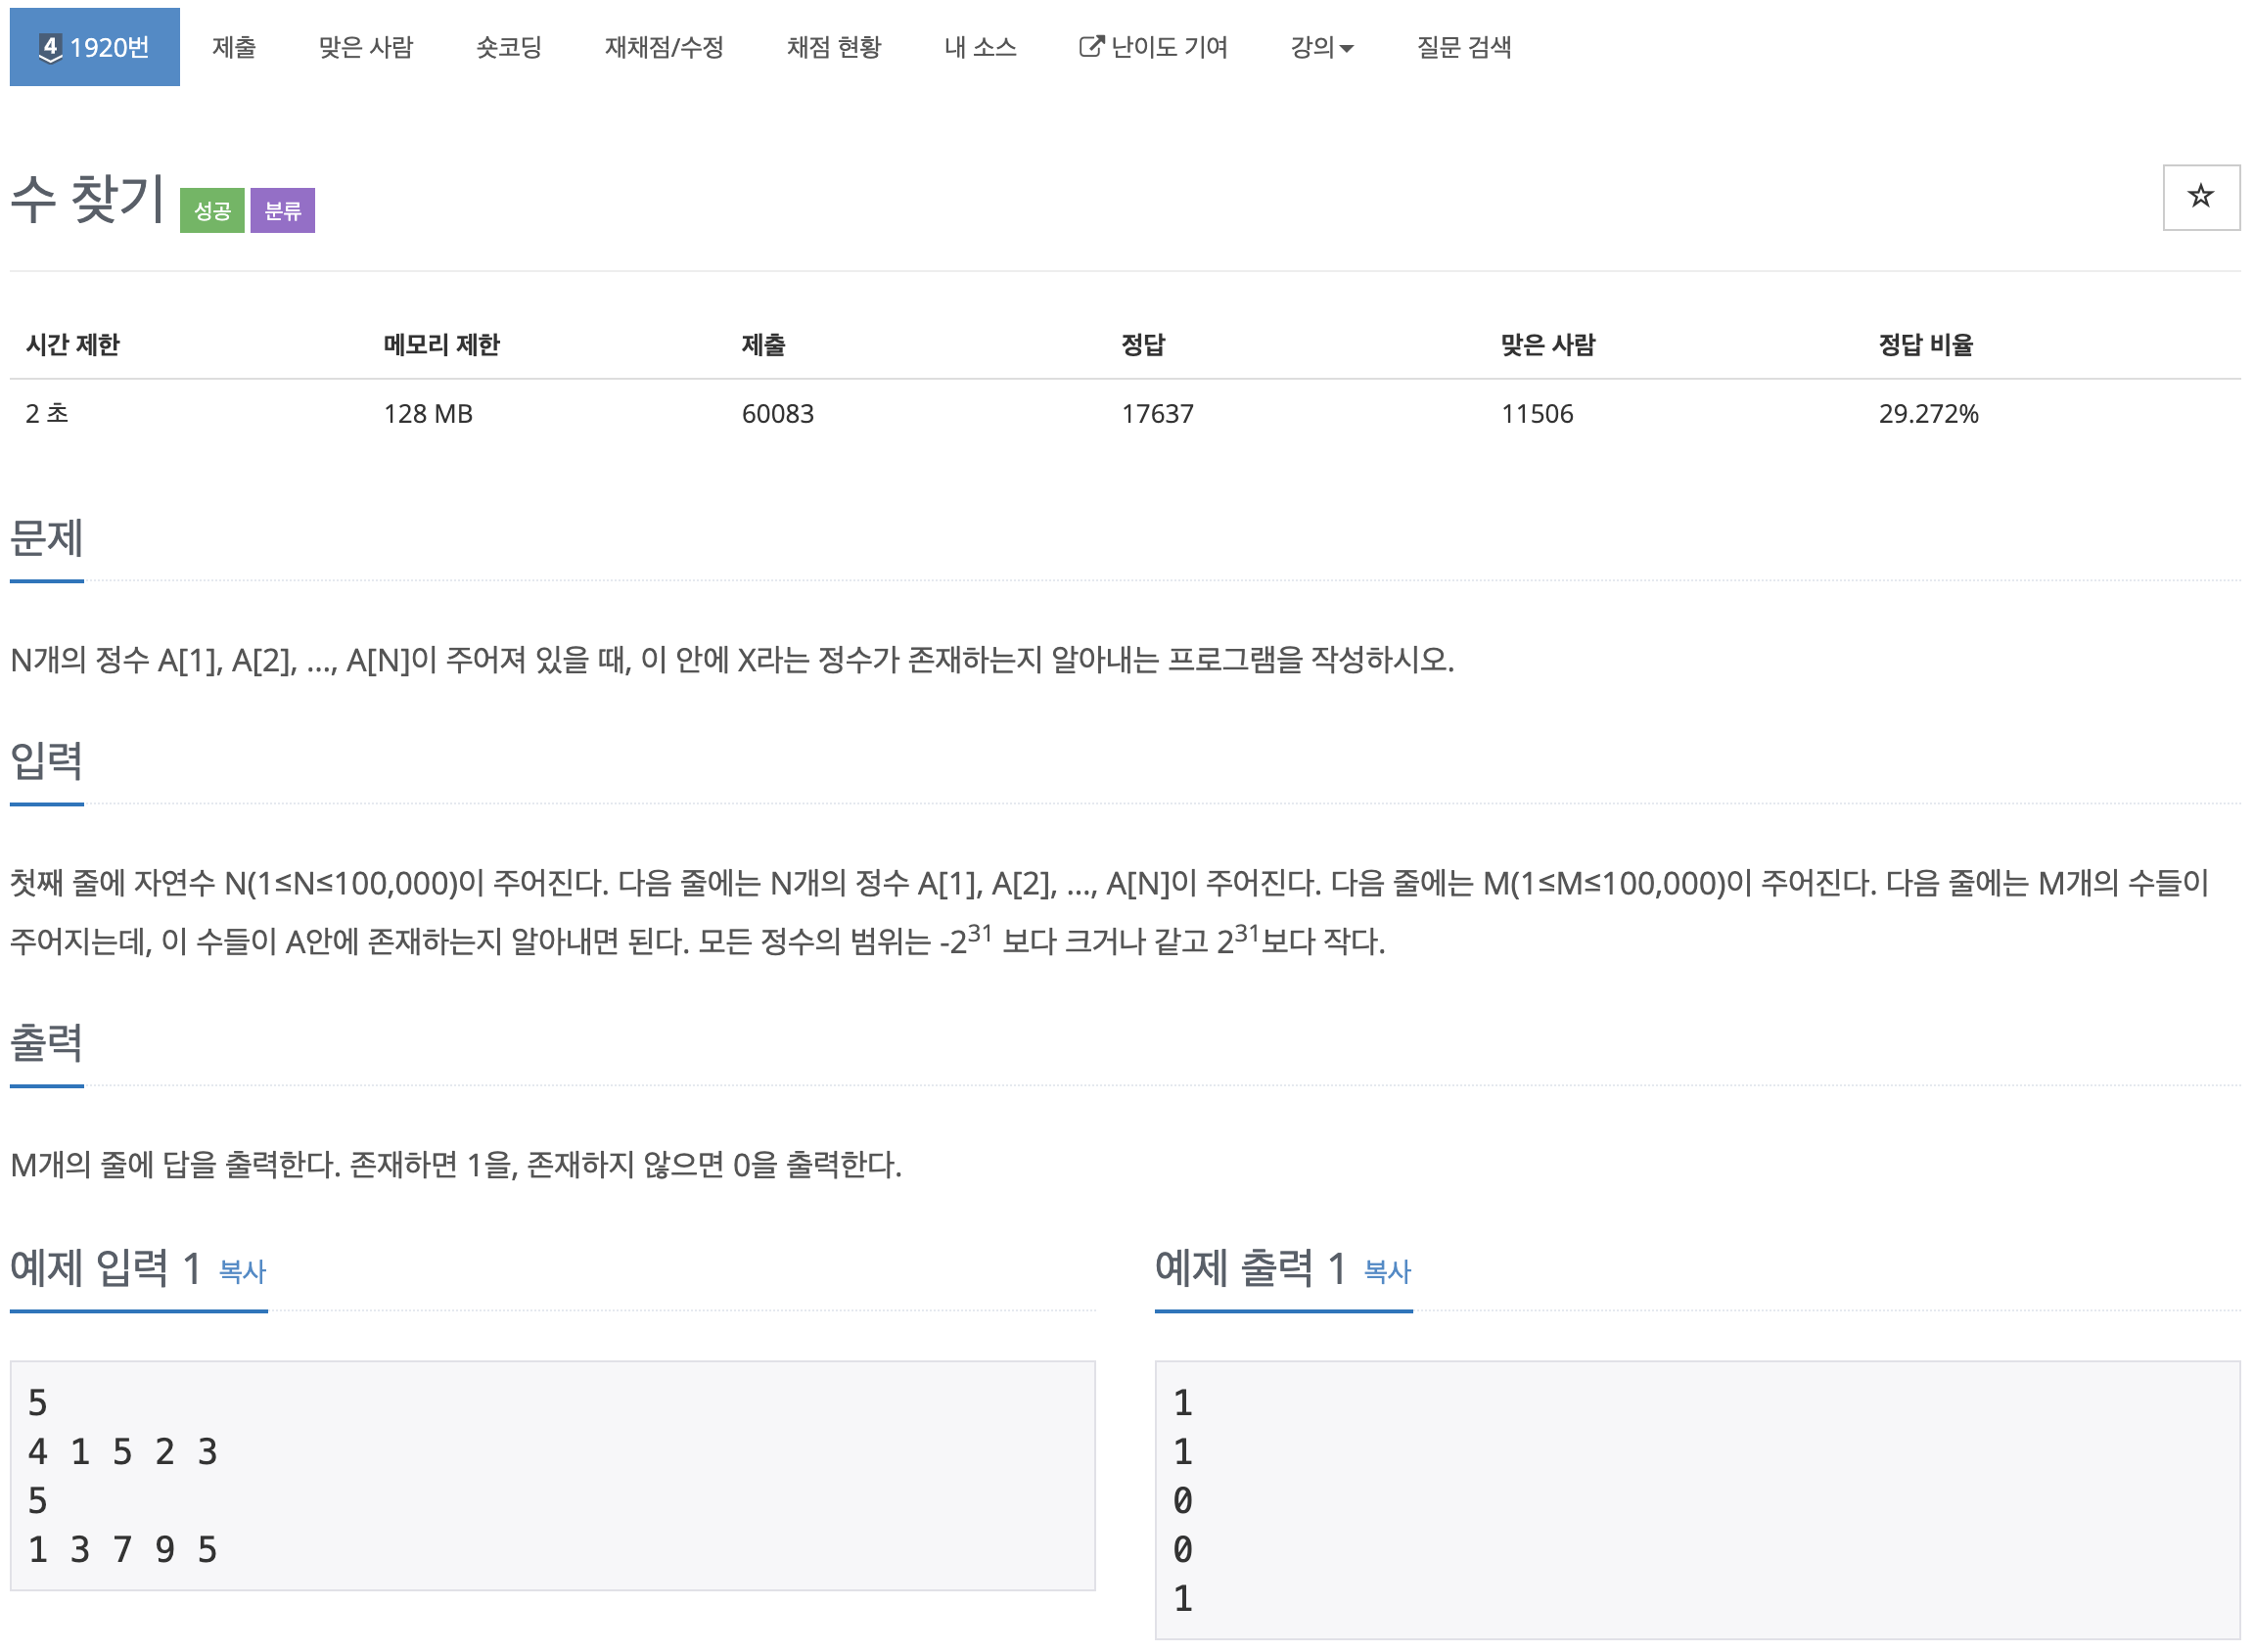 4 1920번 제출 맞은 사람 숏코딩 재채점/수정 채점 현황 내 소스 난이도 기여 강의 질문 검색
수 찾기 성공 분류
시간 제한 메모리 제한 제출 정답 맞은 사람 정답 비율
2 초 128 MB 60083 17637 11506 29.272%
문제
N개의 정수 A[1], A[2], ..., A[N]이 주어져 있을 때, 이 안에 X라는 정수가 존재하는지 알아내는 프로그램을 작성하시오.
입력
첫째 줄에 자연수 N(1≤N≤100,000)이 주어진다. 다음 줄에는 N개의 정수 A[1], A[2], ..., A[N]이 주어진다. 다음 줄에는 M(1≤M≤100,000)이 주어진다. 다음 줄에는 M개의 수들이
주어지는데, 이 수들이 A안에 존재하는지 알아내면 된다. 모든 정수의 범위는 -2³¹ 보다 크거나 같고 2³¹보다 작다.
출력
M개의 줄에 답을 출력한다. 존재하면 1을, 존재하지 않으면 0을 출력한다.
예제 입력 1 복사
5
4 1 5 2 3
5
1 3 7 9 5
예제 출력 1 복사
1
1
0
0
1